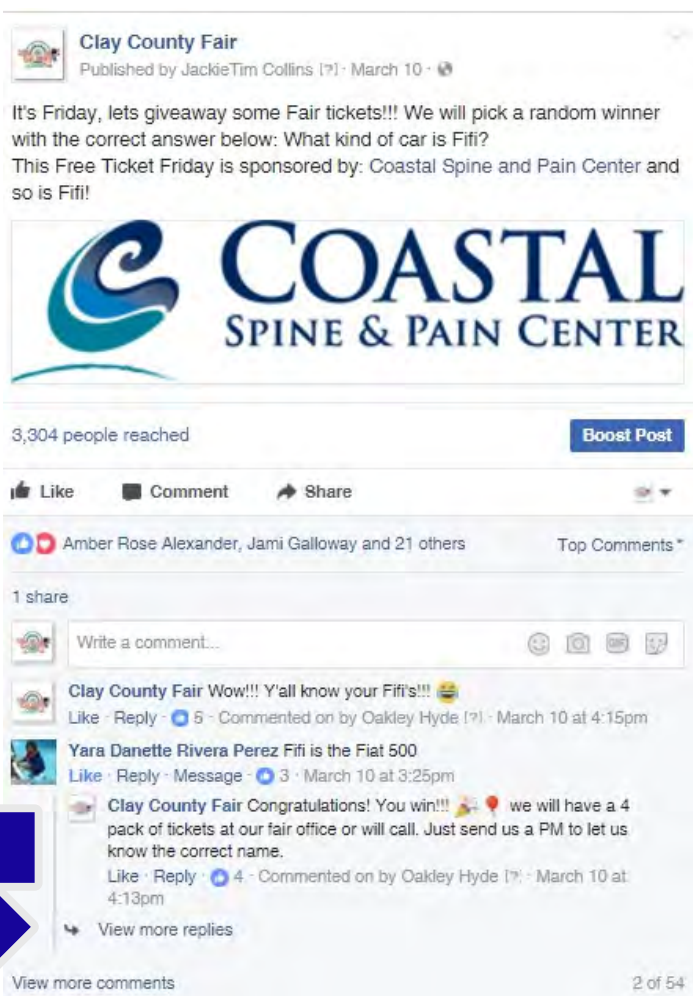 Clay County Fair
Published by JackieTim Collins [?] · March 10 ·
It's Friday, lets giveaway some Fair tickets!!! We will pick a random winner
with the correct answer below: What kind of car is Fifi?
This Free Ticket Friday is sponsored by: Coastal Spine and Pain Center and
so is Fifi!
COASTAL
SPINE & PAIN CENTER
3,304 people reached
Boost Post
Like Comment Share
Amber Rose Alexander, Jami Galloway and 21 others Top Comments
1 share
Write a comment...
GIF
Clay County Fair Wow!!! Y'all know your Fifi's!!! 😂
Like · Reply · 5 · Commented on by Oakley Hyde [?] · March 10 at 4:15pm
Yara Danette Rivera Perez Fifi is the Fiat 500
Like · Reply · Message · 3 · March 10 at 3:25pm
Clay County Fair Congratulations! You win!!! 🎉🎈 we will have a 4
pack of tickets at our fair office or will call. Just send us a PM to let us
know the correct name.
Like · Reply · 4 · Commented on by Oakley Hyde [?] · March 10 at
4:13pm
View more replies
View more comments 2 of 54